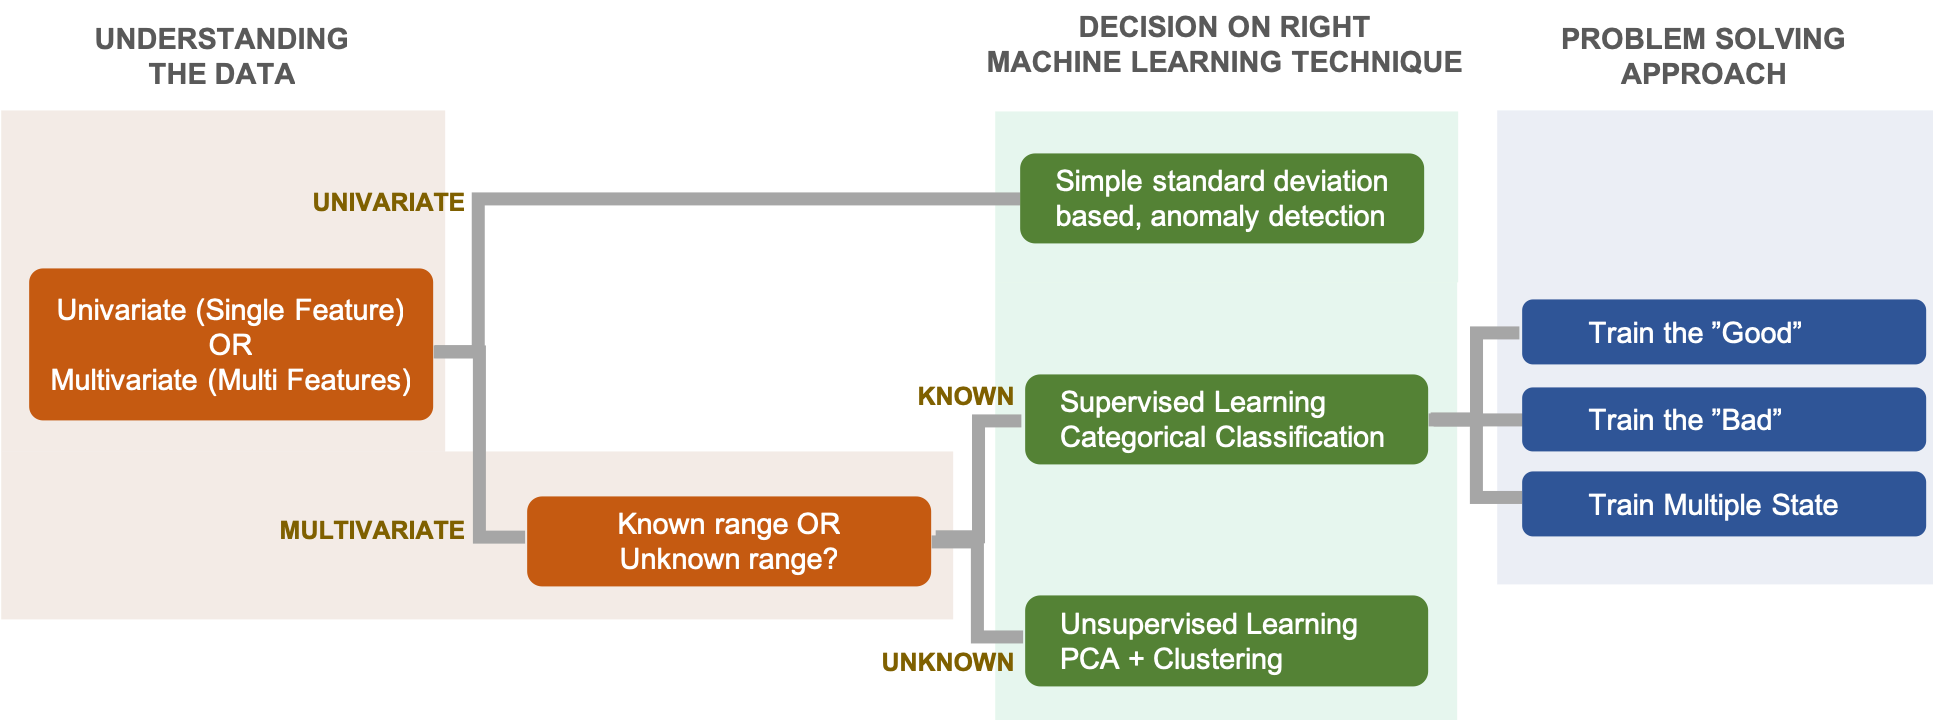 UNDERSTANDING
THE DATA
DECISION ON RIGHT
MACHINE LEARNING TECHNIQUE
PROBLEM SOLVING
APPROACH
UNIVARIATE
Simple standard deviation
based, anomaly detection
Univariate (Single Feature)
OR
Multivariate (Multi Features)
MULTIVARIATE
Known range OR
Unknown range?
KNOWN
Supervised Learning
Categorical Classification
UNKNOWN
Unsupervised Learning
PCA + Clustering
Train the ”Good”
Train the ”Bad”
Train Multiple State